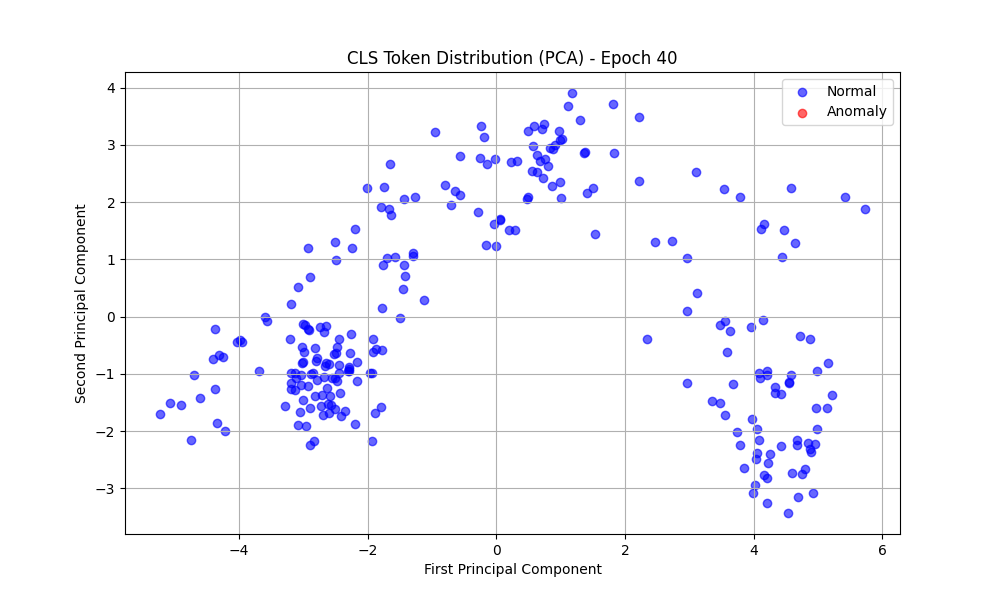 CLS Token Distribution (PCA) - Epoch 40
Normal
Anomaly
Second Principal Component
4
3
2
1
0
−1
−2
−3
−4
−2
0
2
4
6
First Principal Component